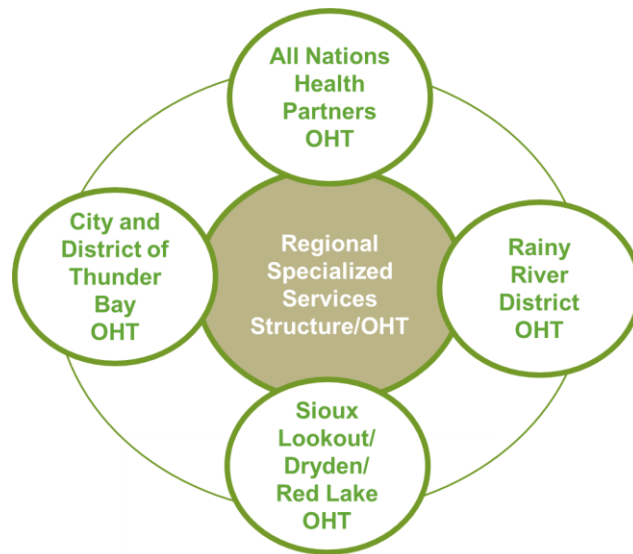 All Nations
Health
Partners
OHT
City and
District of
Thunder
Bay
OHT
Regional
Specialized
Services
Structure/OHT
Rainy
River
District
OHT
Sioux
Lookout/
Dryden/
Red Lake
OHT